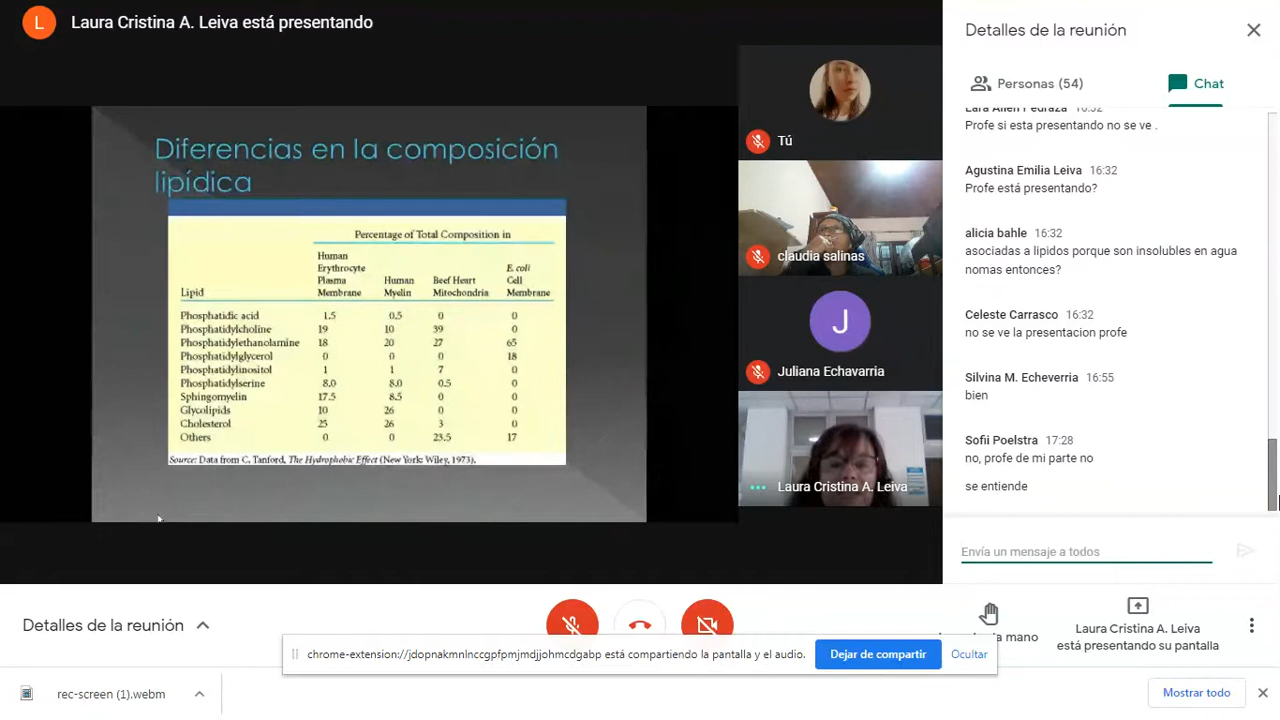 L
Laura Cristina A. Leiva está presentando
Diferencias en la composición
lipídica
Percentage of Total Composition in
Human
Erythrocyte
Plasma
Membrane
Human
Myelin
Beef Heart
Mitochondria
E. coli
Cell
Membrane
Lipid
Phosphatidic acid 1.5 0.5 0 0
Phosphatidylcholine 19 10 39 0
Phosphatidylethanolamine 18 20 27 65
Phosphatidylglycerol 0 0 0 18
Phosphatidylinositol 1 1 7 0
Phosphatidylserine 8.0 8.0 0.5 0
Sphingomyelin 17.5 8.5 0 0
Glycolipids 10 26 0 0
Cholesterol 25 26 3 0
Others 0 0 23.5 17
Source: Data from C. Tanford, The Hydrophobic Effect (New York: Wiley, 1973).
Tú
claudia salinas
J
Juliana Echavarria
Laura Cristina A. Leiva
Detalles de la reunión
Personas (54)
Chat
Lara Ailen Pedraza 16:32
Profe si esta presentando no se ve .
Agustina Emilia Leiva 16:32
Profe está presentando?
alicia bahle 16:32
asociadas a lipidos porque son insolubles en agua
nomas entonces?
Celeste Carrasco 16:32
no se ve la presentacion profe
Silvina M. Echeverria 16:55
bien
Sofii Poelstra 17:28
no, profe de mi parte no
se entiende
Envía un mensaje a todos
Detalles de la reunión
la mano
Laura Cristina A. Leiva
está presentando su pantalla
chrome-extension://jdopnakmnlnccgpfpmjmdjjohmcdgabp está compartiendo la pantalla y el audio.
Dejar de compartir
Ocultar
rec-screen (1).webm
Mostrar todo